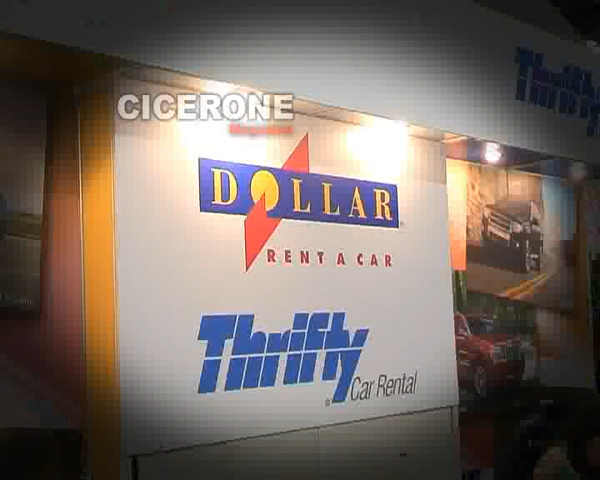 CICERONE
Thrifty
DOLLAR
RENT A CAR
Thrifty
Car Rental